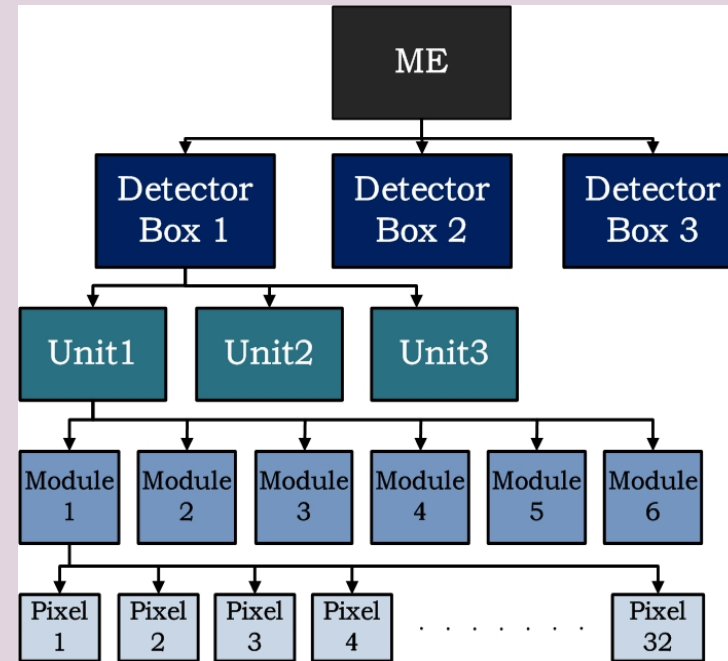 ME
Detector
Box 1
Detector
Box 2
Detector
Box 3
Unit1
Unit2
Unit3
Module
1
Module
2
Module
3
Module
4
Module
5
Module
6
Pixel
1
Pixel
2
Pixel
3
Pixel
4
. . . . . . .
Pixel
32